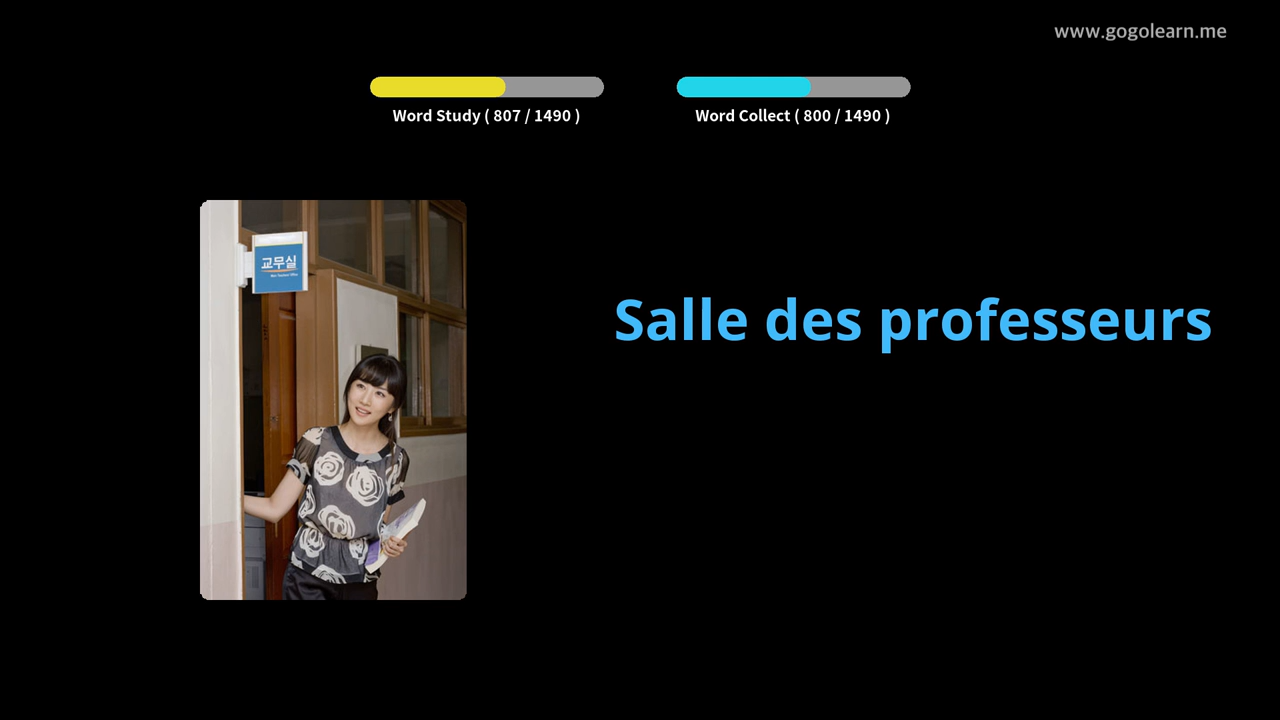 www.gogolearn.me
Word Study ( 807 / 1490 )
Word Collect ( 800 / 1490 )
교무실
Salle des professeurs